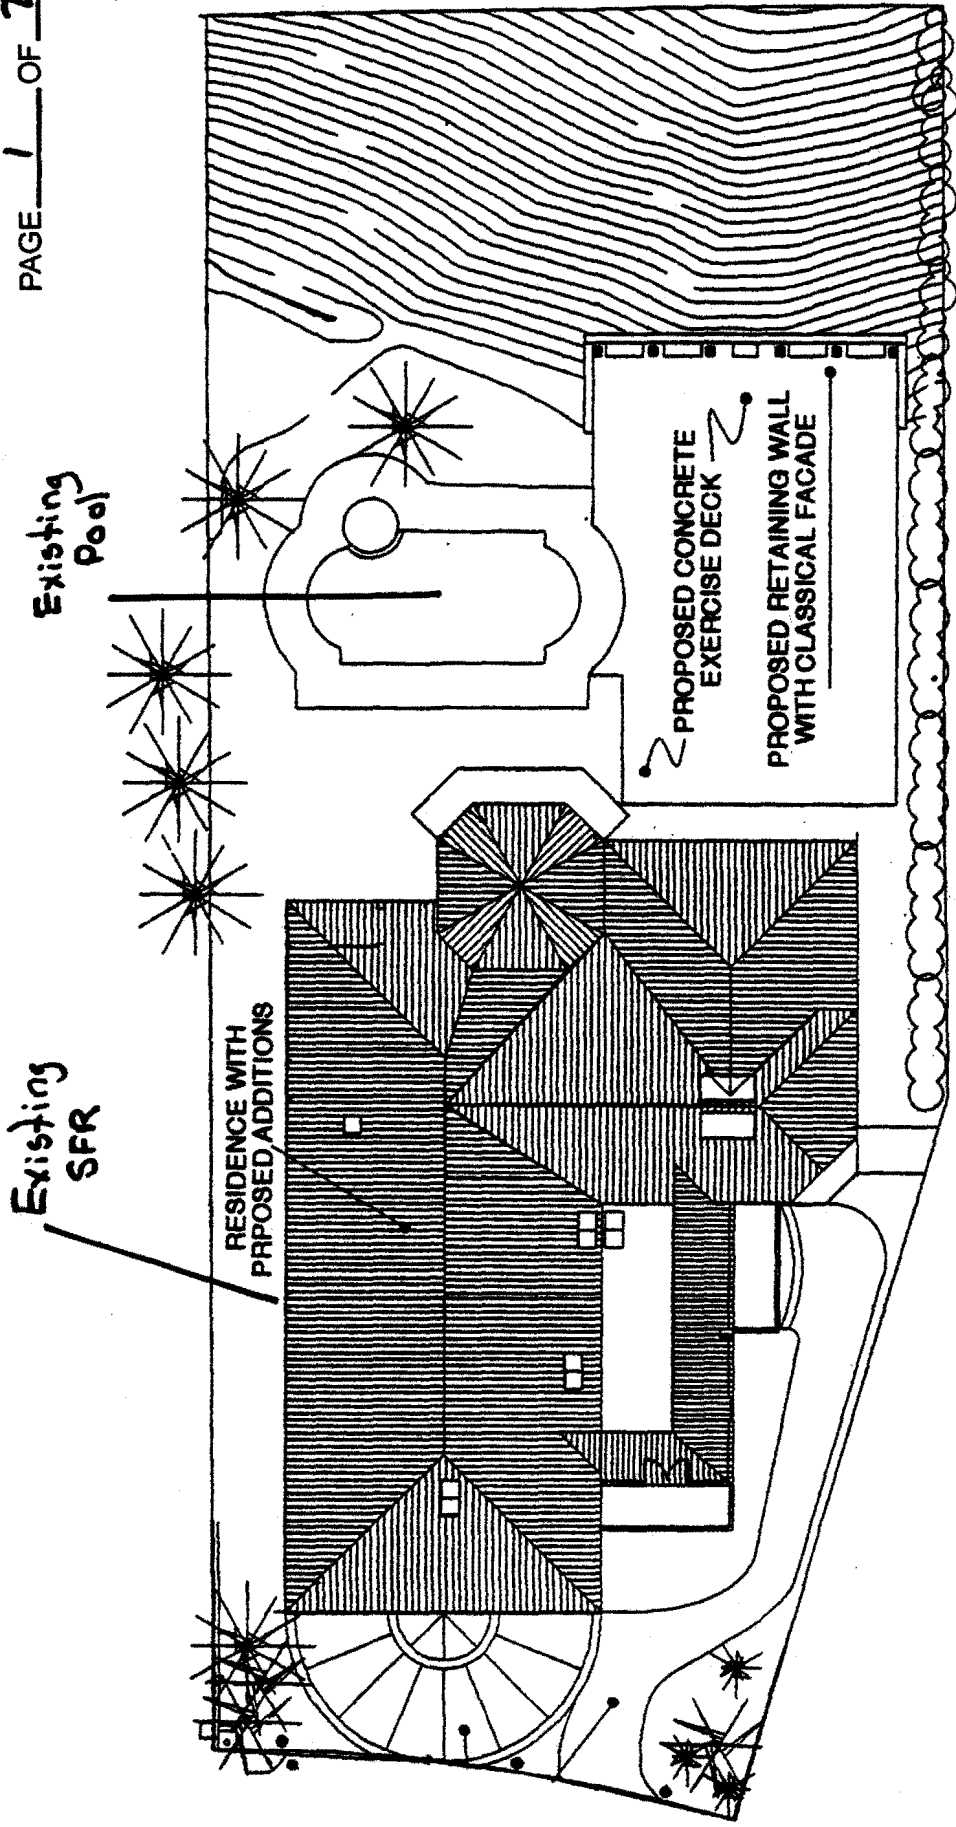 PAGE 1 OF
Existing
Pool
Existing
SFR
RESIDENCE WITH
PRPOSED ADDITIONS
PROPOSED CONCRETE
EXERCISE DECK
PROPOSED RETAINING WALL
WITH CLASSICAL FACADE